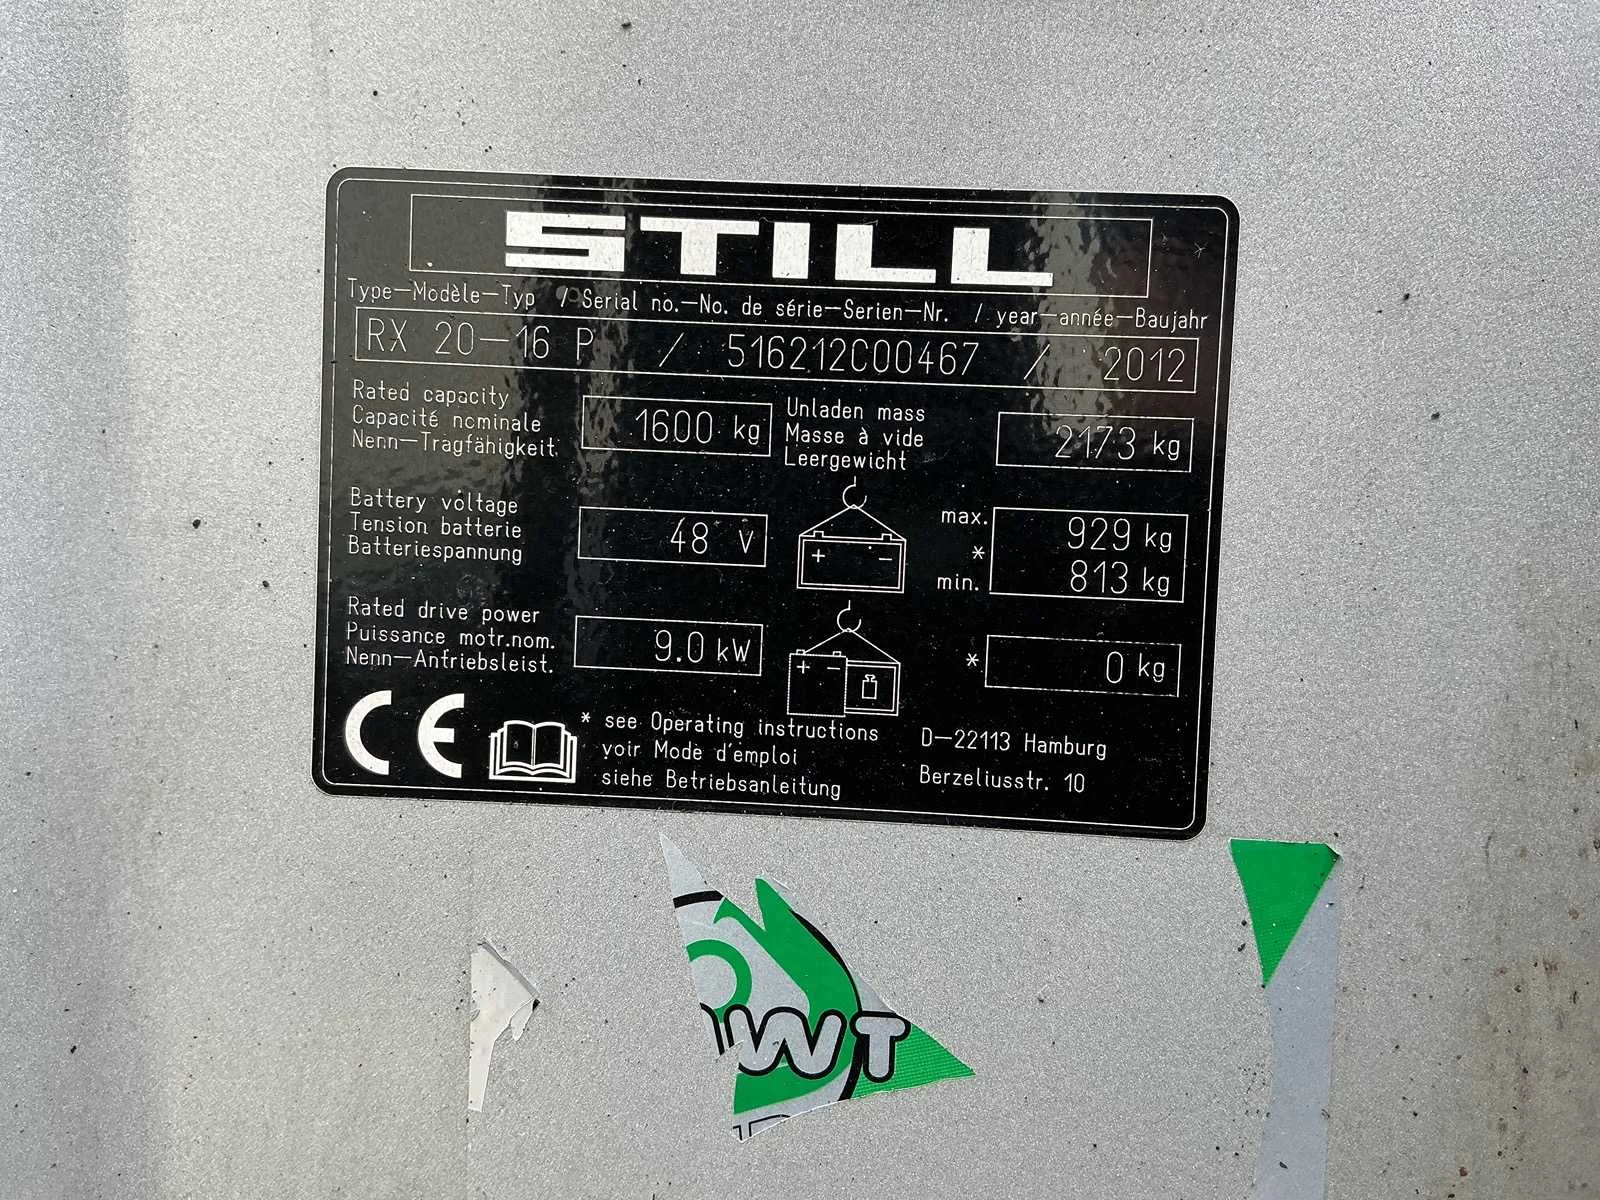 STILL
Type—Modèle—Typ / Serial no.—No. de série—Serien—Nr. / year—année—Baujahr
RX 20—16 P / 516212C00467 / 2012
Rated capacity
Capacité nominale
Nenn—Tragfähigkeit
1600 kg
Unladen mass
Masse à vide
Leergewicht
2173 kg
Battery voltage
Tension batterie
Batteriespannung
48 V
+ −
max. 929 kg
*
min. 813 kg
Rated drive power
Puissance motr.nom.
Nenn—Antriebsleist.
9.0 kW
+ −
* 0 kg
CE
* see Operating instructions
voir Mode d'emploi
siehe Betriebsanleitung
D—22113 Hamburg
Berzeliusstr. 10
WT